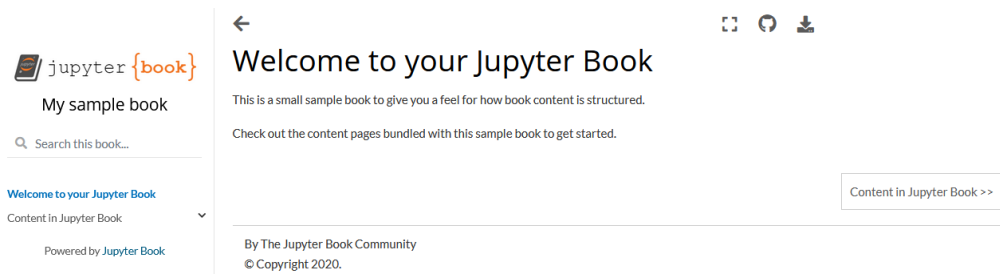 jupyter {book}
My sample book
Search this book...
Welcome to your Jupyter Book
Content in Jupyter Book
Powered by Jupyter Book
Welcome to your Jupyter Book
This is a small sample book to give you a feel for how book content is structured.
Check out the content pages bundled with this sample book to get started.
Content in Jupyter Book >>
By The Jupyter Book Community
© Copyright 2020.